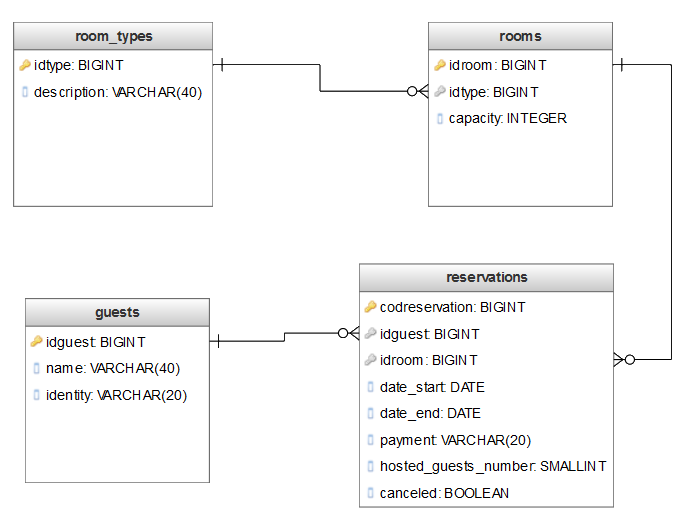 room_types
idtype: BIGINT
description: VARCHAR(40)
rooms
idroom: BIGINT
idtype: BIGINT
capacity: INTEGER
guests
idguest: BIGINT
name: VARCHAR(40)
identity: VARCHAR(20)
reservations
codreservation: BIGINT
idguest: BIGINT
idroom: BIGINT
date_start: DATE
date_end: DATE
payment: VARCHAR(20)
hosted_guests_number: SMALLINT
canceled: BOOLEAN